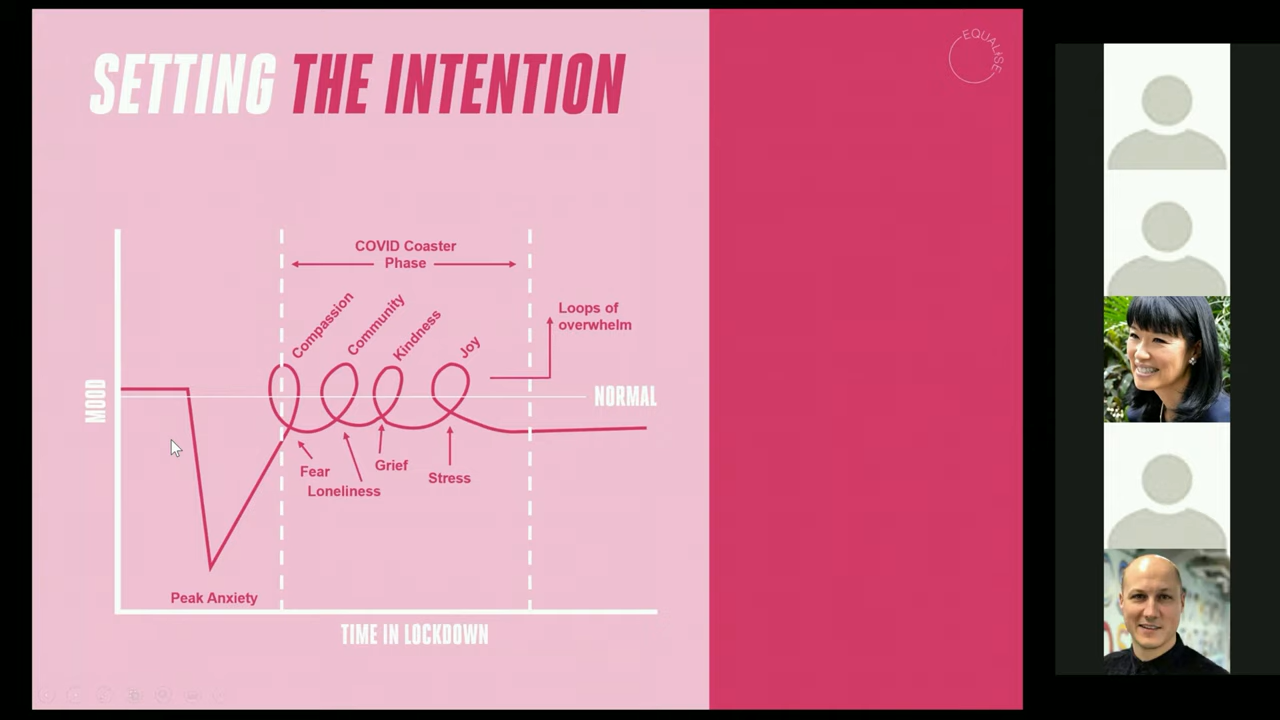 SETTING THE INTENTION
EQUALISE
COVID Coaster
Phase
Compassion
Community
Kindness
Joy
Loops of
overwhelm
MOOD
NORMAL
Fear
Loneliness
Grief
Stress
Peak Anxiety
TIME IN LOCKDOWN